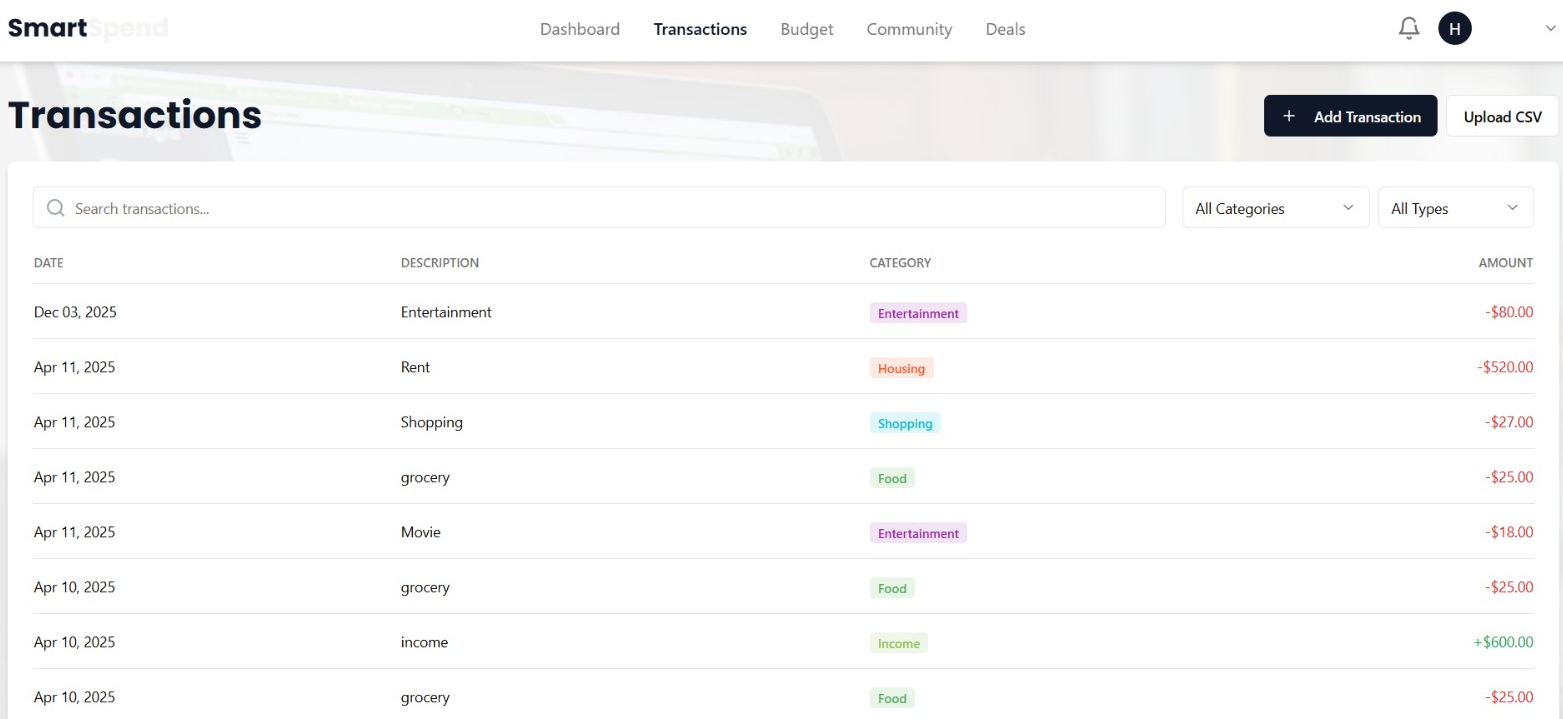 SmartSpend Dashboard Transactions Budget Community Deals H
Transactions + Add Transaction Upload CSV
Search transactions... All Categories All Types
DATE DESCRIPTION CATEGORY AMOUNT
Dec 03, 2025 Entertainment Entertainment -$80.00
Apr 11, 2025 Rent Housing -$520.00
Apr 11, 2025 Shopping Shopping -$27.00
Apr 11, 2025 grocery Food -$25.00
Apr 11, 2025 Movie Entertainment -$18.00
Apr 10, 2025 grocery Food -$25.00
Apr 10, 2025 income Income +$600.00
Apr 10, 2025 grocery Food -$25.00